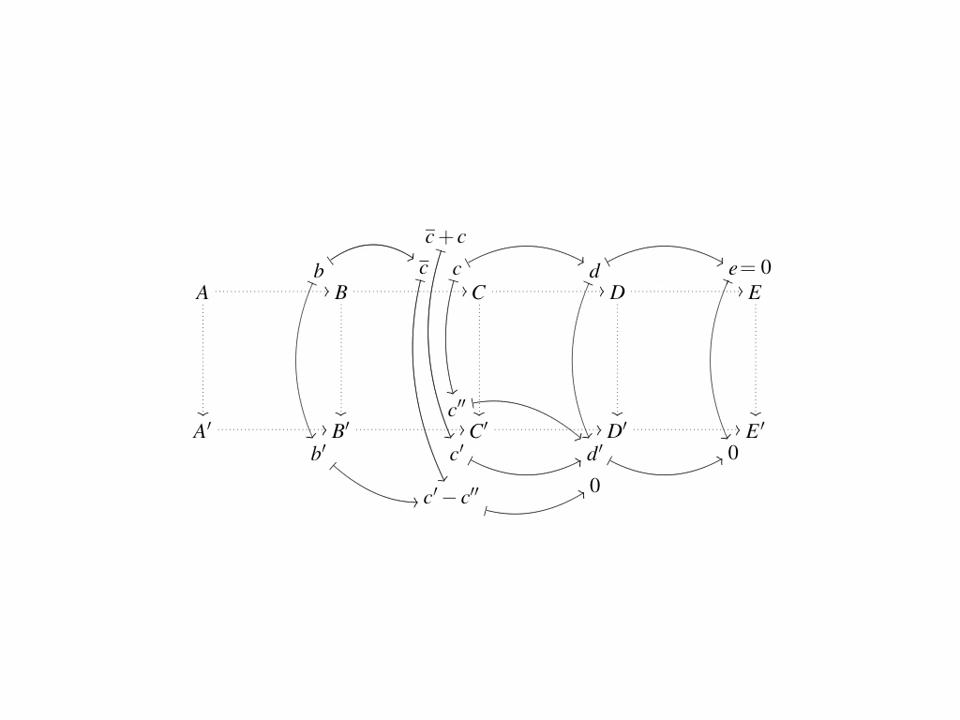 c̅ + c
b c̅ c d e = 0
A B C D E
c″
A′ B′ C′ D′ E′
b′ c′ d′ 0
c′ − c″ 0